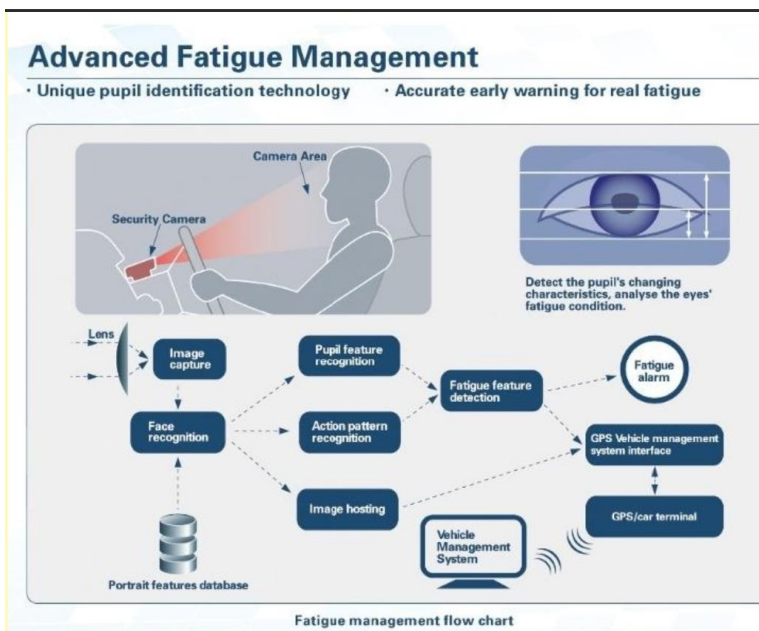 Advanced Fatigue Management
· Unique pupil identification technology · Accurate early warning for real fatigue
Camera Area
Security Camera
Detect the pupil's changing
characteristics, analyse the eyes'
fatigue condition.
Lens
Image
capture
Pupil feature
recognition
Fatigue feature
detection
Fatigue
alarm
Face
recognition
Action pattern
recognition
GPS Vehicle management
system interface
Image hosting
GPS/car terminal
Vehicle
Management
System
Portrait features database
Fatigue management flow chart